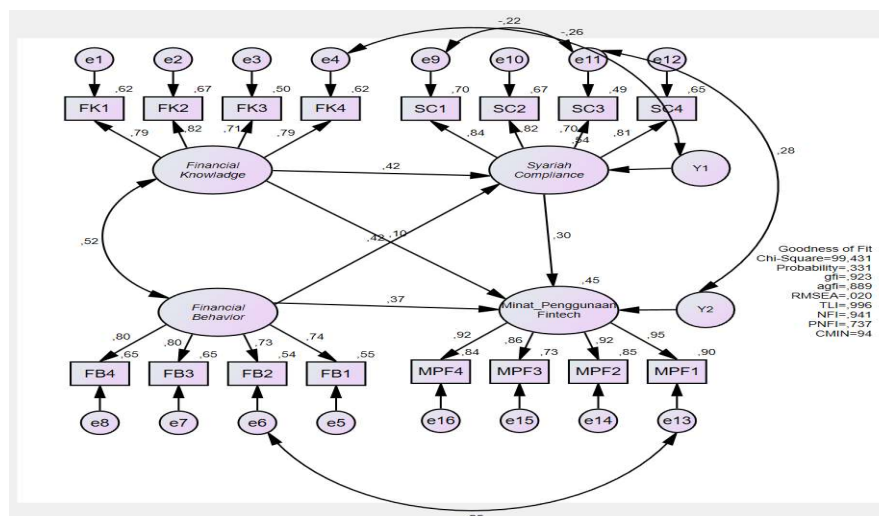 -,22
-,26
e1 e2 e3 e4 e9 e10 e11 e12
,62 ,67 ,50 ,62 ,70 ,67 ,49 ,65
FK1 FK2 FK3 FK4 SC1 SC2 SC3 SC4
,79 ,82 ,71 ,79 ,84 ,82 ,70 ,81
,54
Financial
Knowladge
,42
Syariah
Compliance
Y1
,28
,52
,42 ,10
,30
Goodness of Fit
Chi-Square=99,431
Probability=,331
gfi=,923
agfi=,889
RMSEA=,020
TLI=,996
NFI=,941
PNFI=,737
CMIN=94
,45
Financial
Behavior
,37
Minat_Penggunaan
Fintech
Y2
,80 ,80 ,73 ,74 ,92 ,86 ,92 ,95
,65 ,65 ,54 ,55 ,84 ,73 ,85 ,90
FB4 FB3 FB2 FB1 MPF4 MPF3 MPF2 MPF1
e8 e7 e6 e5 e16 e15 e14 e13